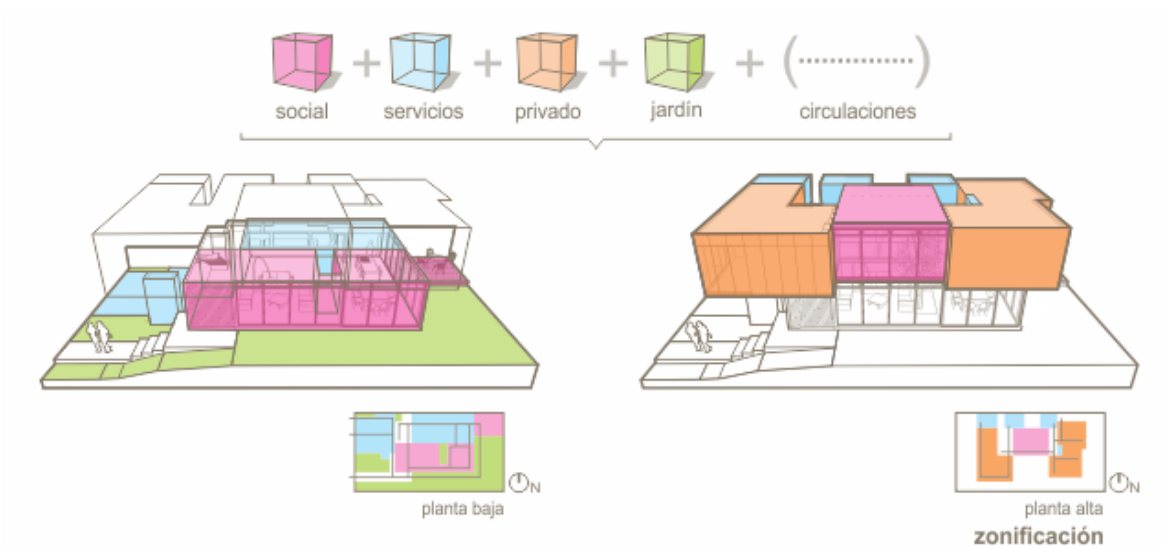 social
servicios
privado
jardín
circulaciones
N
planta baja
N
planta alta
zonificación